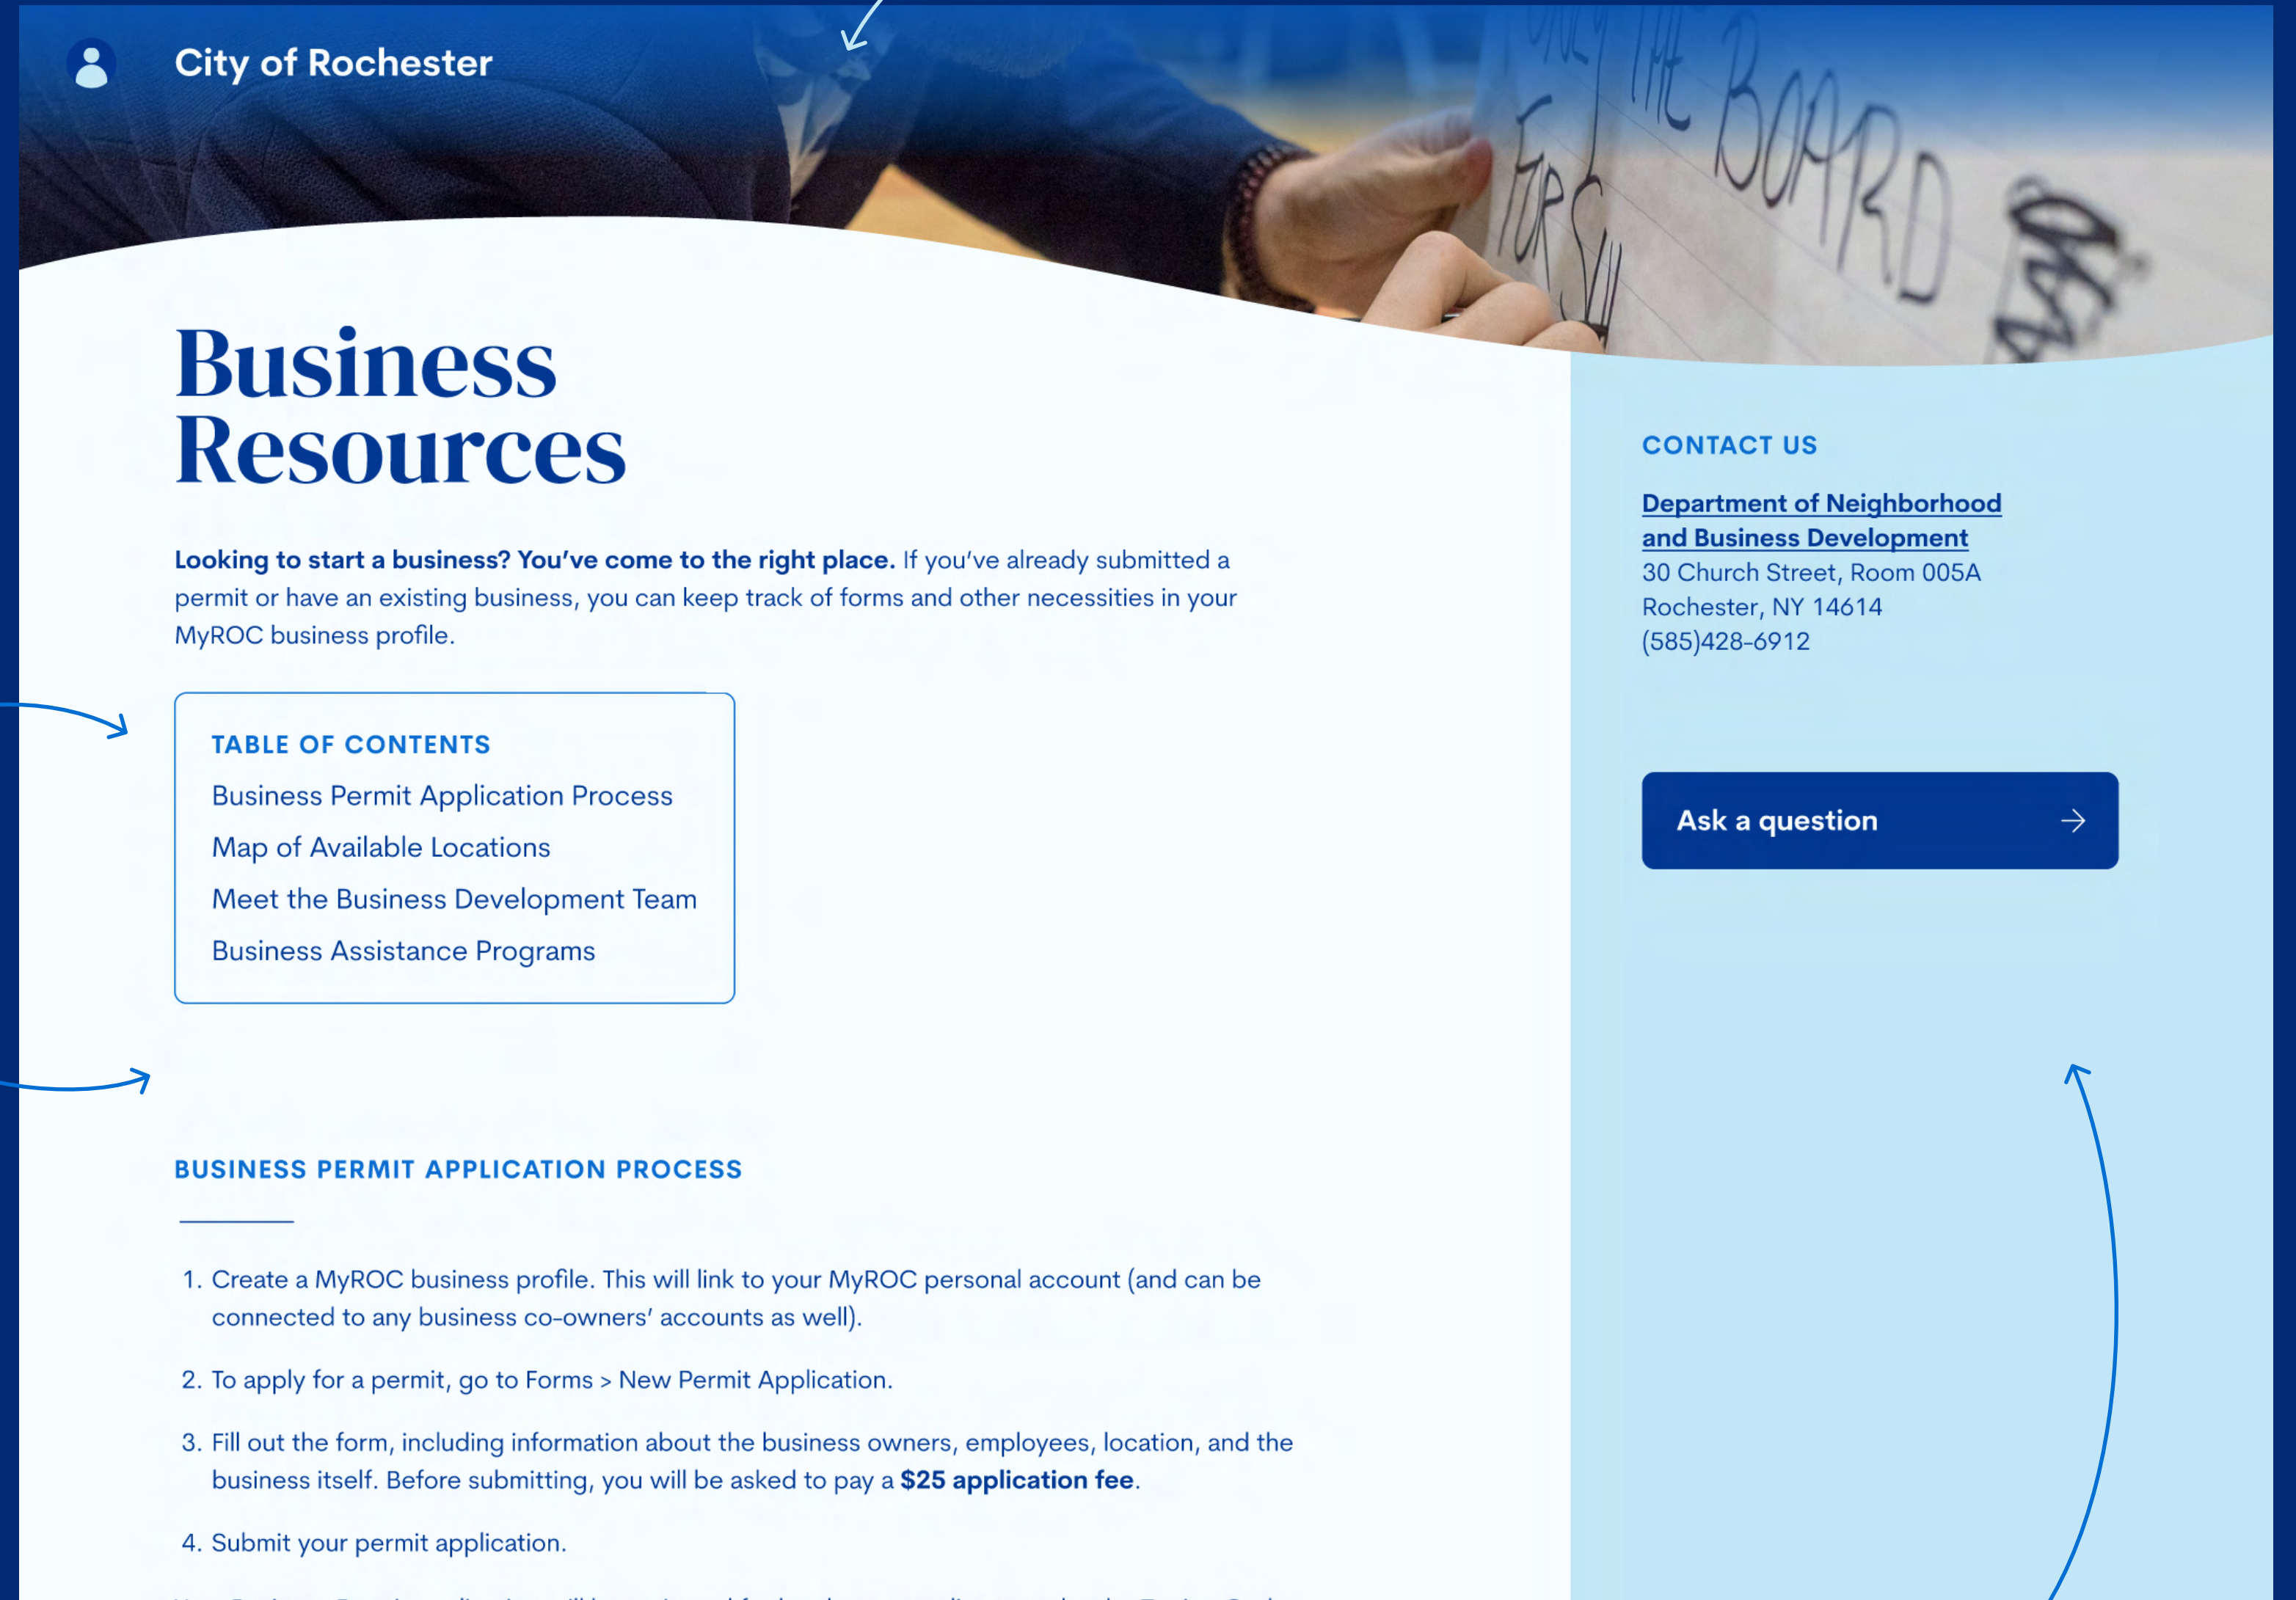 City of Rochester
THE BOARD
FOR
Business
Resources
Looking to start a business? You’ve come to the right place. If you’ve already submitted a
permit or have an existing business, you can keep track of forms and other necessities in your
MyROC business profile.
TABLE OF CONTENTS
Business Permit Application Process
Map of Available Locations
Meet the Business Development Team
Business Assistance Programs
CONTACT US
Department of Neighborhood
and Business Development
30 Church Street, Room 005A
Rochester, NY 14614
(585)428-6912
Ask a question
BUSINESS PERMIT APPLICATION PROCESS
1. Create a MyROC business profile. This will link to your MyROC personal account (and can be
connected to any business co-owners’ accounts as well).
2. To apply for a permit, go to Forms > New Permit Application.
3. Fill out the form, including information about the business owners, employees, location, and the
business itself. Before submitting, you will be asked to pay a $25 application fee.
4. Submit your permit application.